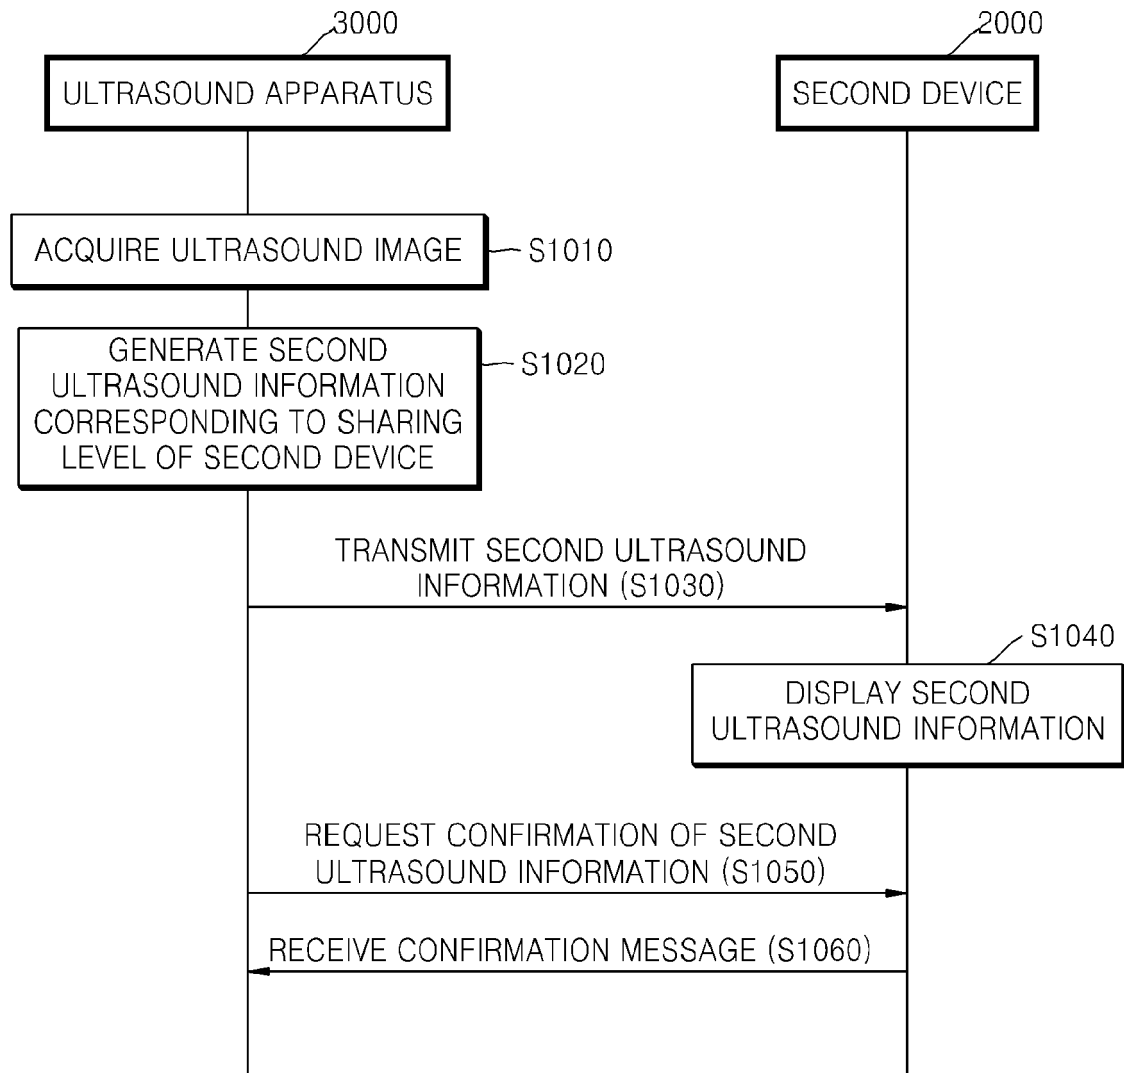 3000
2000
ULTRASOUND APPARATUS
SECOND DEVICE
ACQUIRE ULTRASOUND IMAGE
S1010
GENERATE SECOND
ULTRASOUND INFORMATION
CORRESPONDING TO SHARING
LEVEL OF SECOND DEVICE
S1020
TRANSMIT SECOND ULTRASOUND
INFORMATION (S1030)
S1040
DISPLAY SECOND
ULTRASOUND INFORMATION
REQUEST CONFIRMATION OF SECOND
ULTRASOUND INFORMATION (S1050)
RECEIVE CONFIRMATION MESSAGE (S1060)